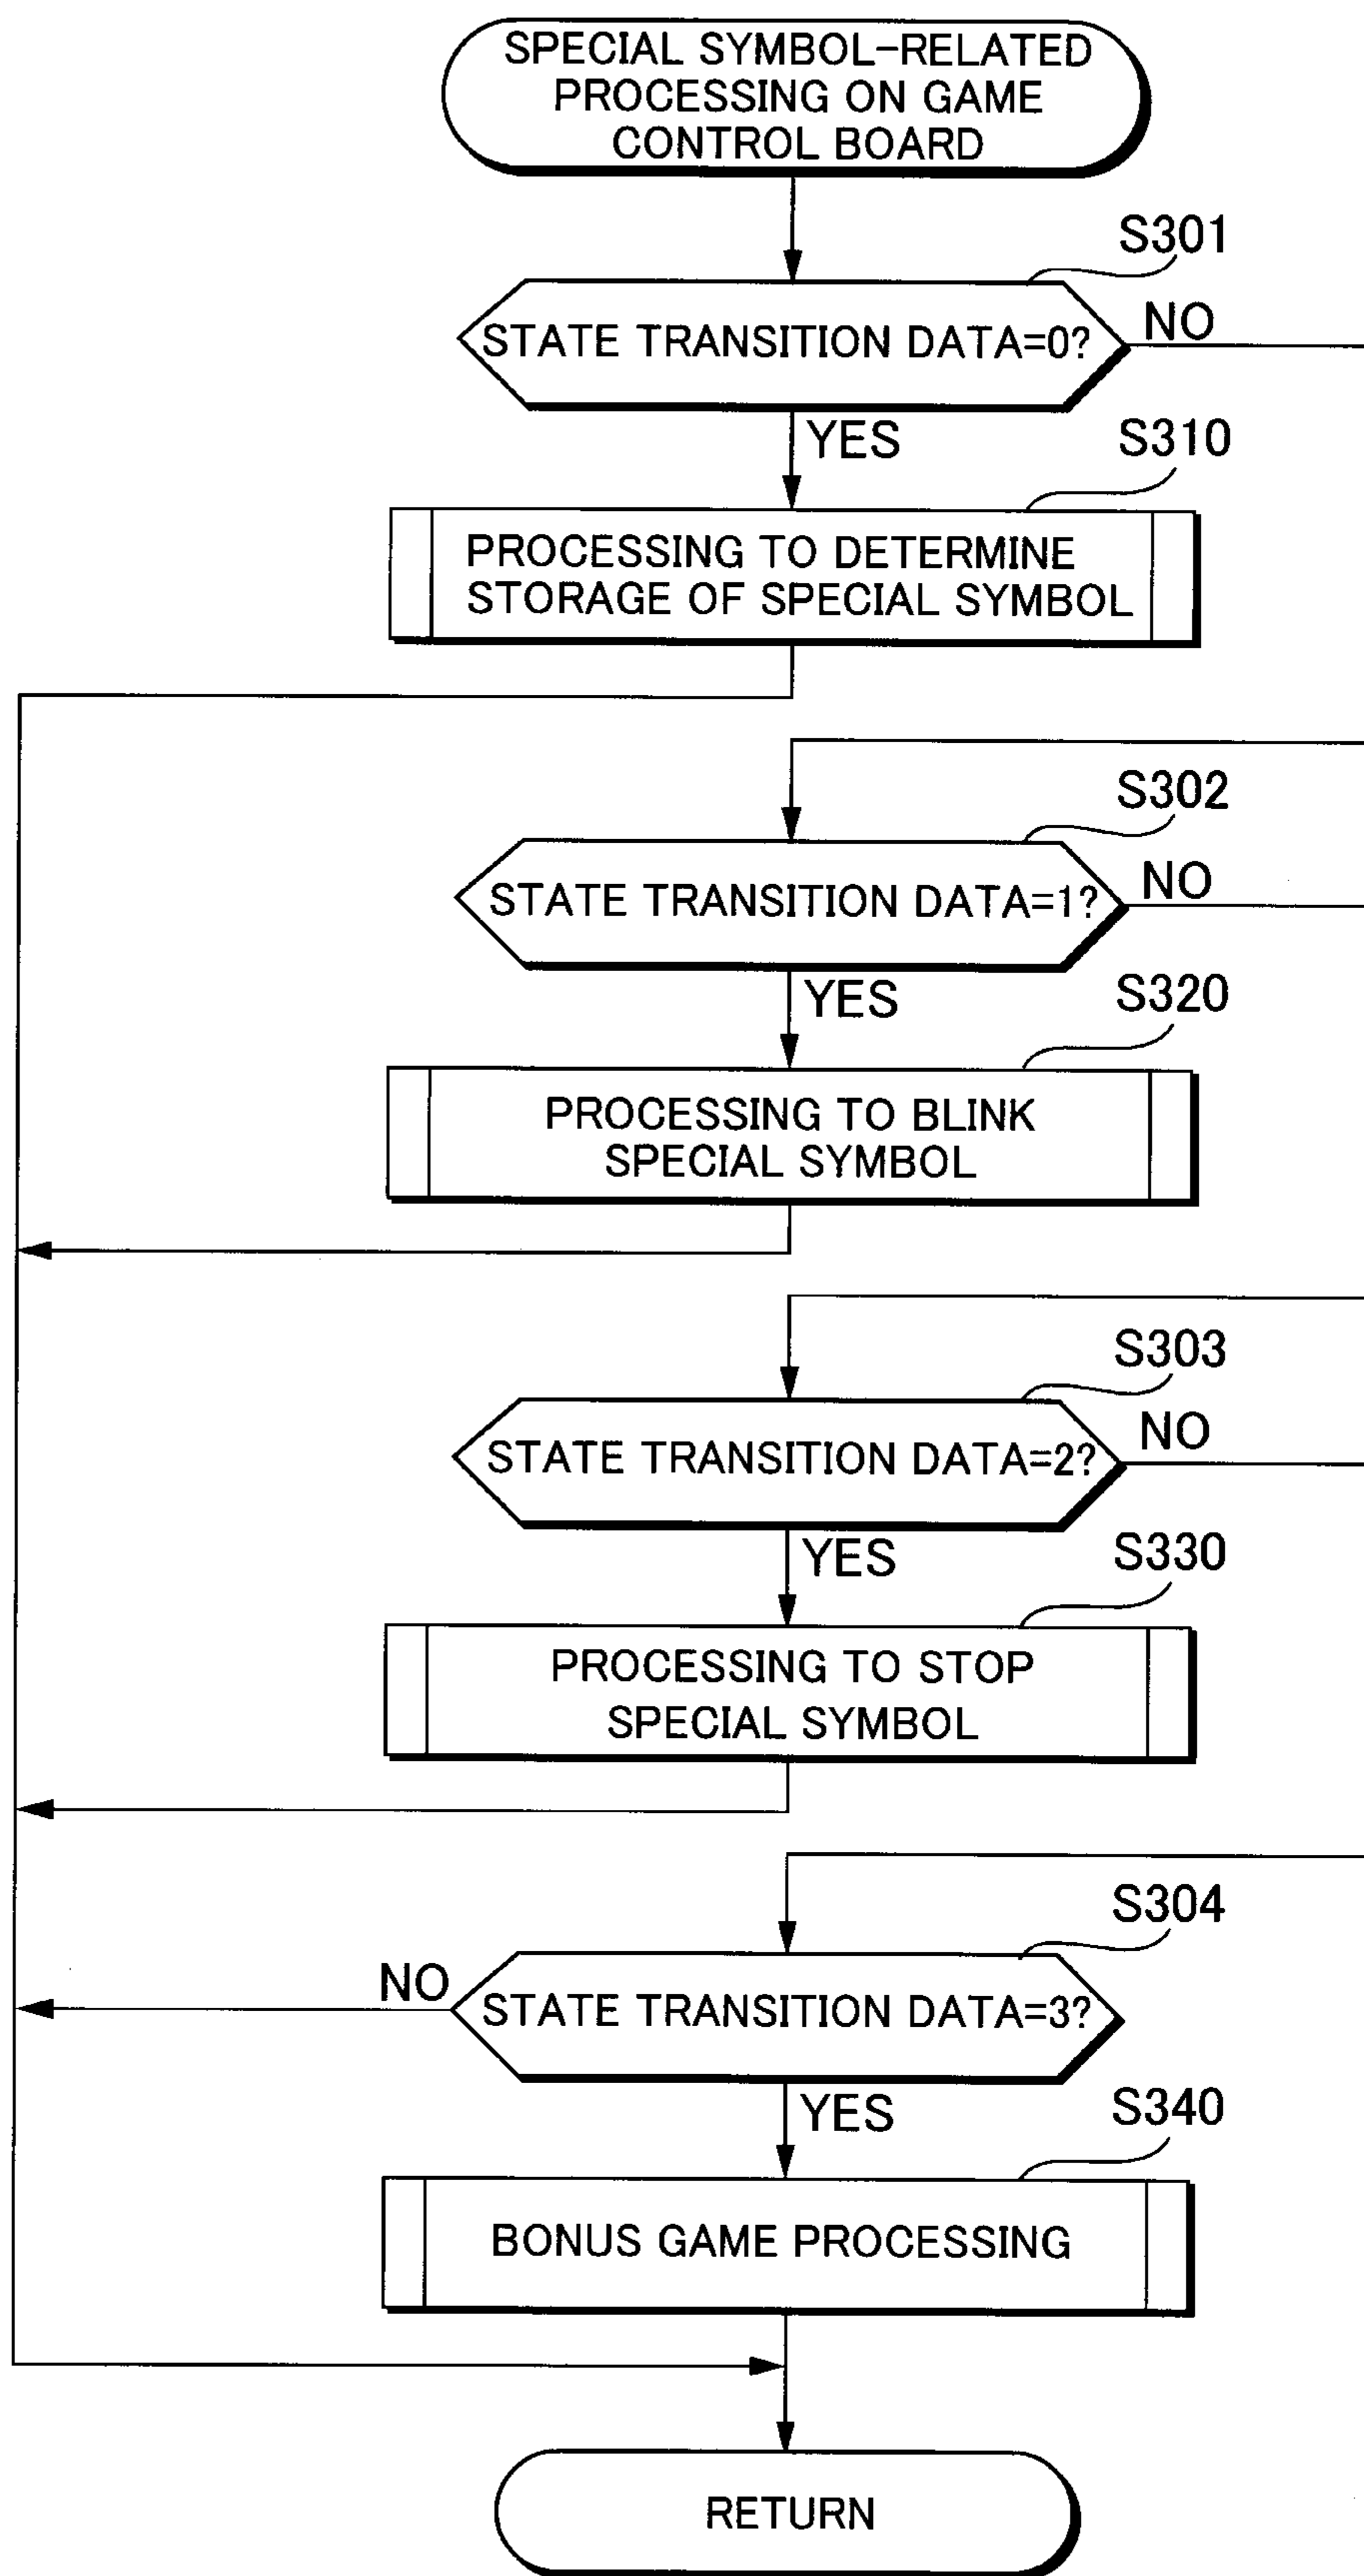 SPECIAL SYMBOL-RELATED
PROCESSING ON GAME
CONTROL BOARD
S301
STATE TRANSITION DATA=0?
NO
YES
S310
PROCESSING TO DETERMINE
STORAGE OF SPECIAL SYMBOL
S302
STATE TRANSITION DATA=1?
NO
YES
S320
PROCESSING TO BLINK
SPECIAL SYMBOL
S303
STATE TRANSITION DATA=2?
NO
YES
S330
PROCESSING TO STOP
SPECIAL SYMBOL
S304
NO
STATE TRANSITION DATA=3?
YES
S340
BONUS GAME PROCESSING
RETURN